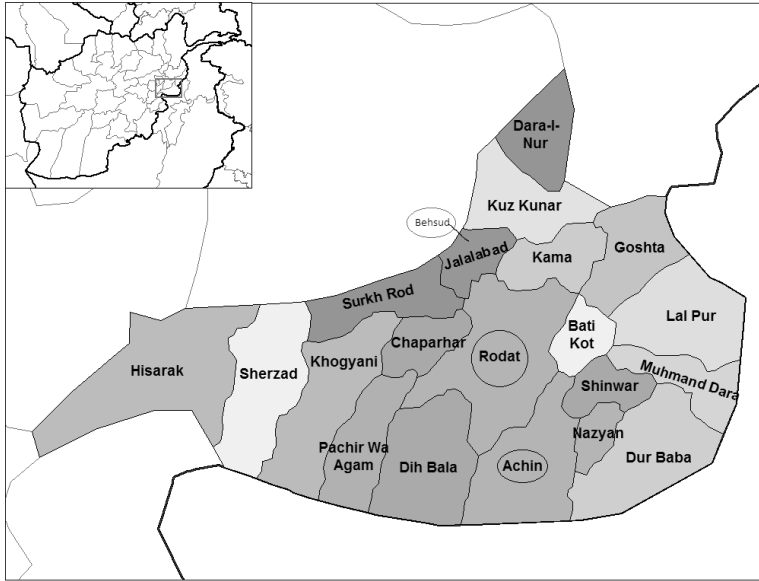 Dara-I-
Nur
Kuz Kunar
Behsud
Jalalabad
Kama
Goshta
Surkh Rod
Lal Pur
Bati
Kot
Chaparhar
Rodat
Hisarak
Sherzad
Khogyani
Muhmand Dara
Shinwar
Nazyan
Pachir Wa
Agam
Dih Bala
Achin
Dur Baba